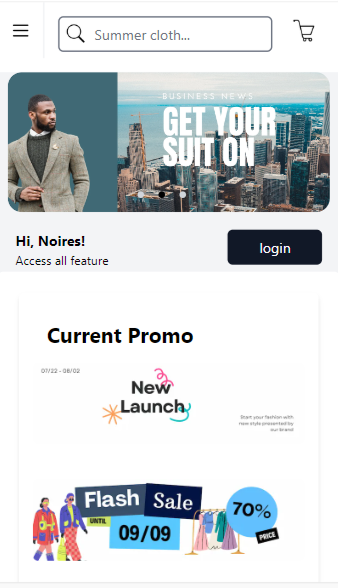 Summer cloth...
BUSINESS NEWS
GET YOUR
SUIT ON
Hi, Noires!
Access all feature
login
Current Promo
07/22 - 08/02
New
Launch
Start your fashion with
new style presented by
our brand
Flash Sale
UNTIL
09/09
70%
PRICE